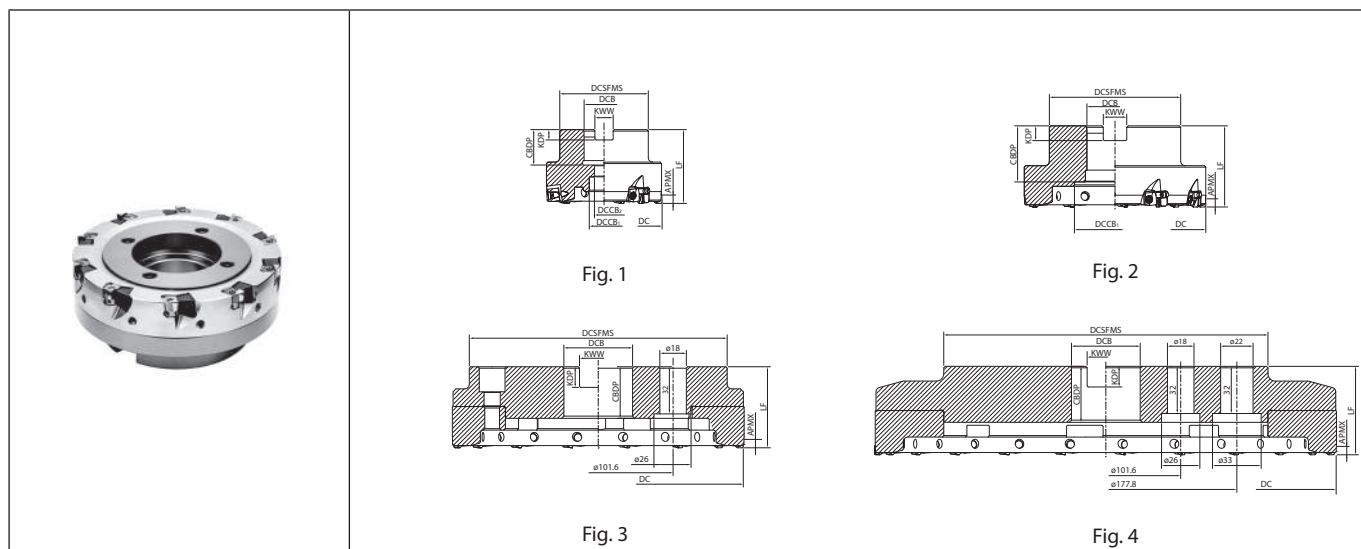 DCSFMS
DCB
KWW
KDP
CBDP
LF
APMX
DCCB₂
DCCB₁
DC
Fig. 1
DCSFMS
DCB
KWW
KDP
CBDP
LF
APMX
DCCB₁
DC
Fig. 2
DCSFMS
DCB
ø18
KWW
KDP
CBDP
32
LF
APMX
ø26
ø101.6
DC
Fig. 3
DCSFMS
DCB
ø18
ø22
KWW
KDP
CBDP
32
32
LF
APMX
ø26
ø33
ø101.6
ø177.8
DC
Fig. 4